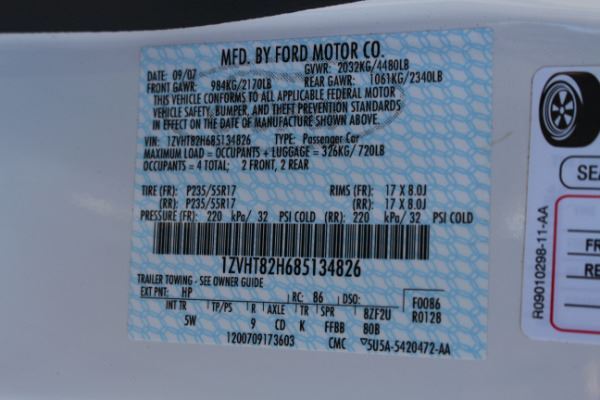 MFD. BY FORD MOTOR CO.
DATE: 09/07 GVWR: 2032KG/4480LB
FRONT GAWR: 984KG/2170LB REAR GAWR: 1061KG/2340LB
THIS VEHICLE CONFORMS TO ALL APPLICABLE FEDERAL MOTOR
VEHICLE SAFETY, BUMPER, AND THEFT PREVENTION STANDARDS
IN EFFECT ON THE DATE OF MANUFACTURE SHOWN ABOVE.
VIN: 1ZVHT82H685134826 TYPE: Passenger Car
MAXIMUM LOAD = OCCUPANTS + LUGGAGE = 326KG/720LB
OCCUPANTS = 4 TOTAL; 2 FRONT, 2 REAR
TIRE (FR): P235/55R17 RIMS (FR): 17 X 8.0J
(RR): P235/55R17 (RR): 17 X 8.0J
PRESSURE (FR): 220 kPa/ 32 PSI COLD (RR): 220 kPa/ 32 PSI COLD
1ZVHT82H685134826
TRAILER TOWING - SEE OWNER GUIDE
EXT PNT: HP RC: 86 DSO: F0086
INT TR TP/PS R AXLE TR SPR 8ZF2U R0128
5W 9 CD K FFBB BOB
1200709173603 CMC 5U5A-5420472-AA
SEA
FR
RE
R09010298-11-AA